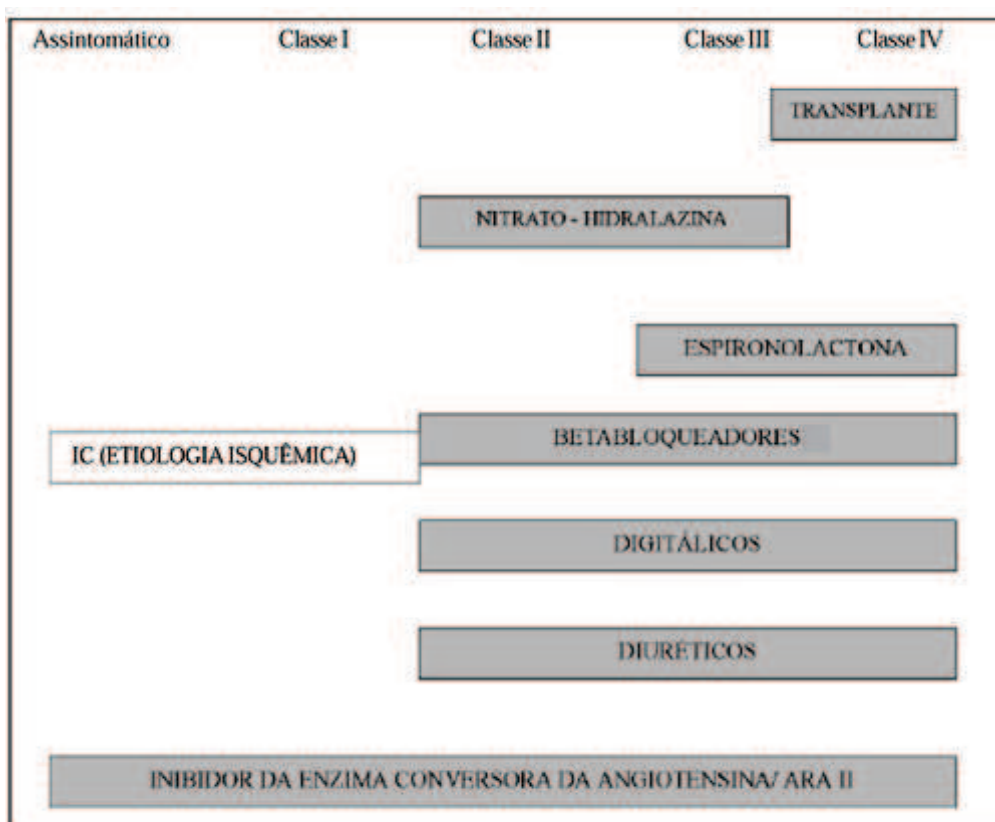 Assintomático Classe I Classe II Classe III Classe IV
TRANSPLANTE
NITRATO - HIDRALAZINA
ESPIRONOLACTONA
BETABLOQUEADORES
IC (ETIOLOGIA ISQUÊMICA)
DIGITÁLICOS
DIURÉTICOS
INIBIDOR DA ENZIMA CONVERSORA DA ANGIOTENSINA/ ARA II